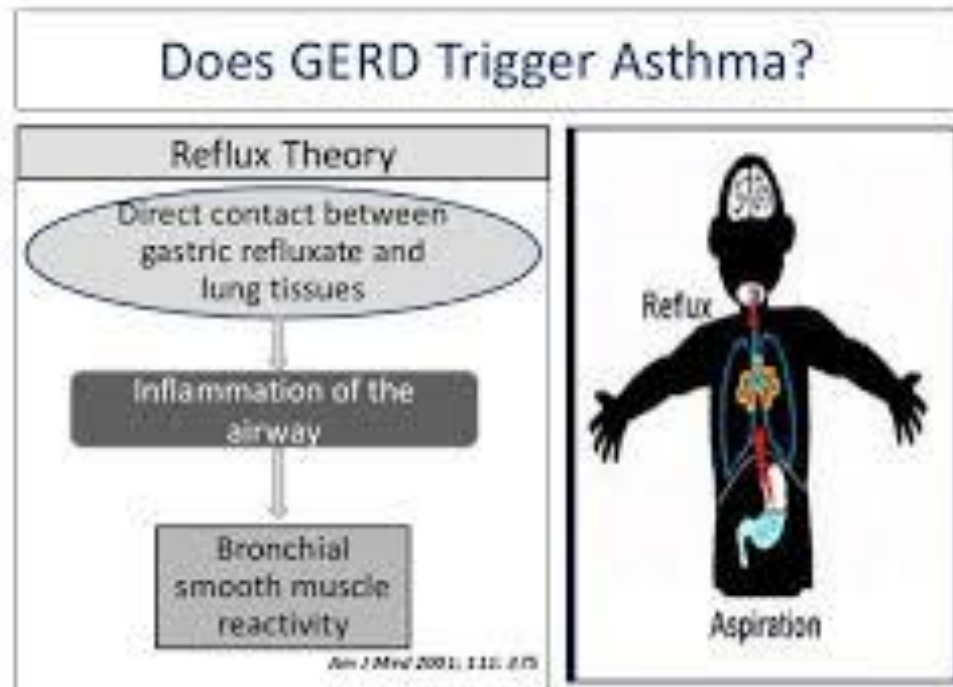 Does GERD Trigger Asthma?
Reflux Theory
Direct contact between
gastric refluxate and
lung tissues
Inflammation of the
airway
Bronchial
smooth muscle
reactivity
Reflux
Aspiration